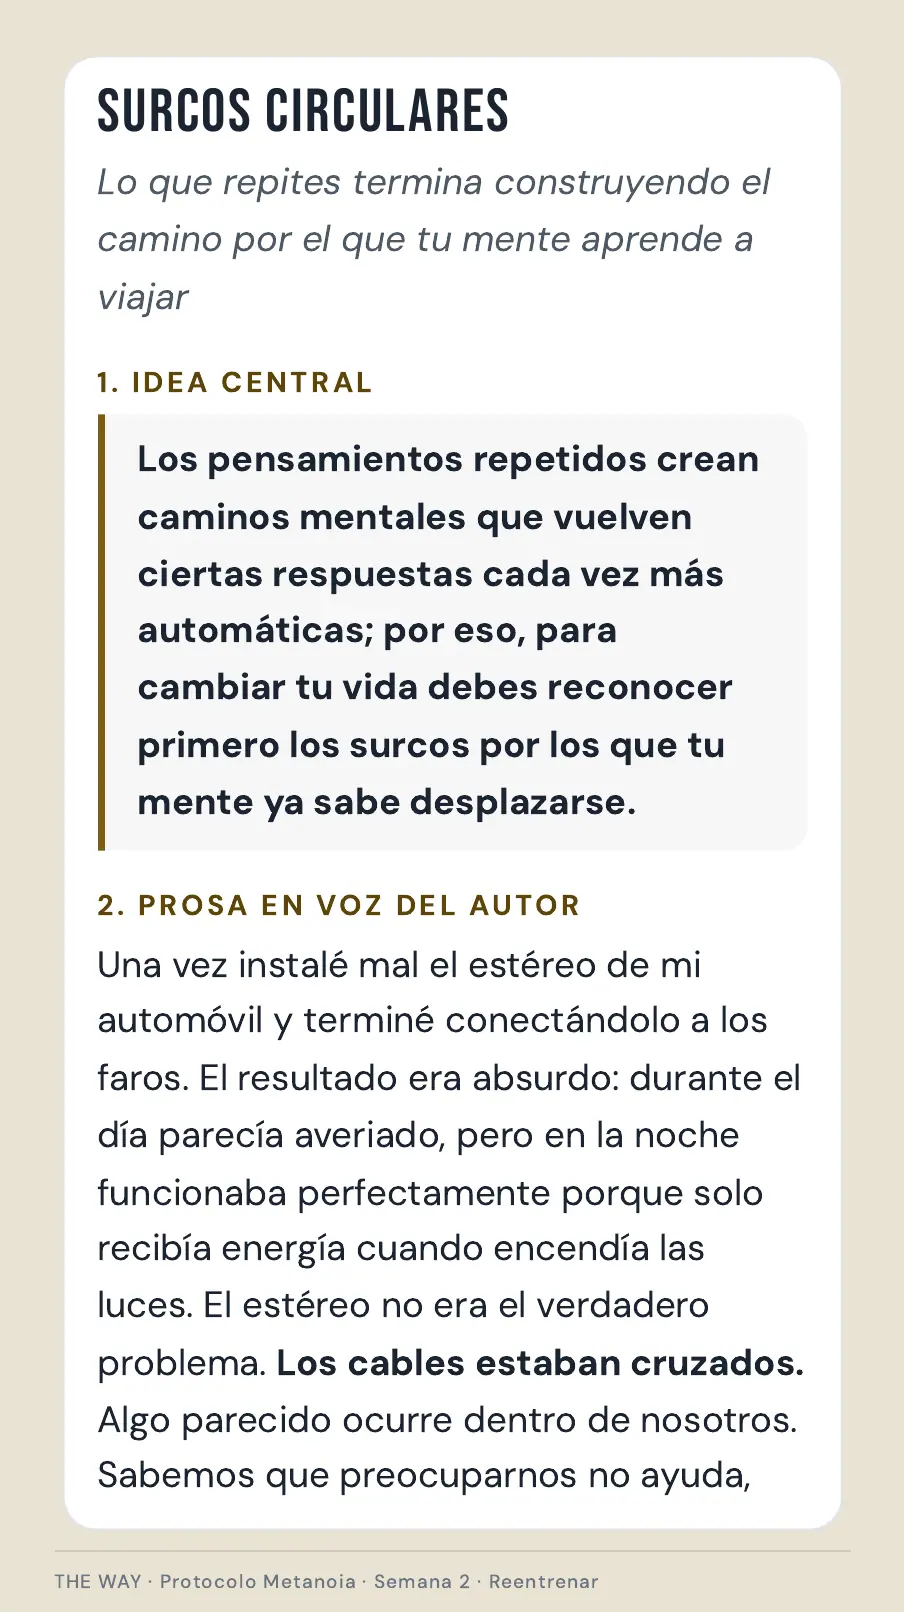 SURCOS CIRCULARES
Lo que repites termina construyendo el
camino por el que tu mente aprende a
viajar
1. IDEA CENTRAL
Los pensamientos repetidos crean
caminos mentales que vuelven
ciertas respuestas cada vez más
automáticas; por eso, para
cambiar tu vida debes reconocer
primero los surcos por los que tu
mente ya sabe desplazarse.
2. PROSA EN VOZ DEL AUTOR
Una vez instalé mal el estéreo de mi
automóvil y terminé conectándolo a los
faros. El resultado era absurdo: durante el
día parecía averiado, pero en la noche
funcionaba perfectamente porque solo
recibía energía cuando encendía las
luces. El estéreo no era el verdadero
problema. Los cables estaban cruzados.
Algo parecido ocurre dentro de nosotros.
Sabemos que preocuparnos no ayuda,
THE WAY · Protocolo Metanoia · Semana 2 · Reentrenar